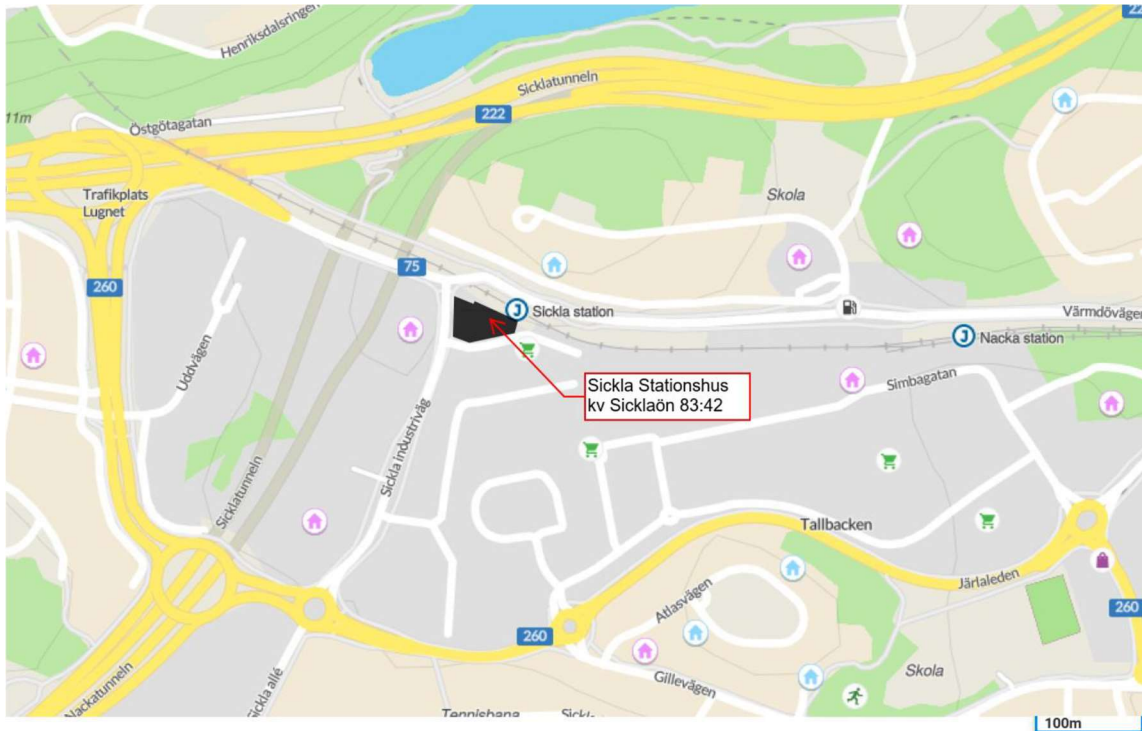 Henriksdalsringen
222
Sicklatunneln
222
11m
Östgötagatan
Trafikplats
Lugnet
Skola
75
260
Sickla station
Värmdövägen
Nacka station
Uddvägen
Sickla Stationshus
kv Sicklaön 83:42
Simbagatan
Sickla industriväg
Sicklatunneln
Tallbacken
Järlaleden
Atlasvägen
260
260
Gillevägen
Skola
Nackatunneln
Sickla allé
Tennisbana
100m